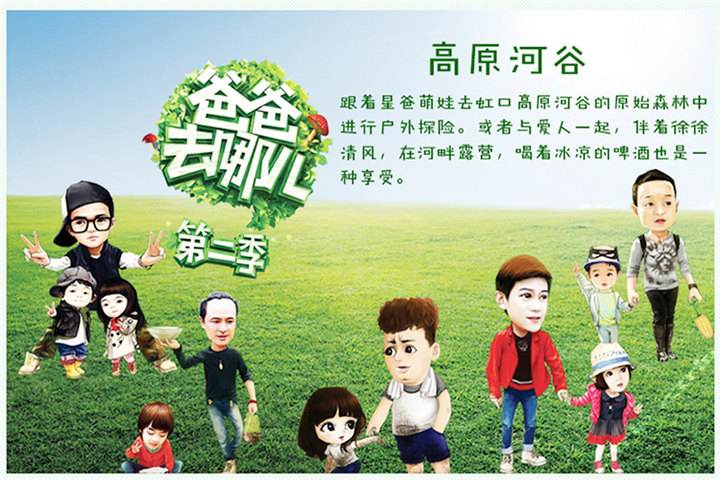 高原河谷
爸爸
去哪儿
第二季
跟着星爸萌娃去虹口高原河谷的原始森林中
进行户外探险。或者与爱人一起，伴着徐徐
清风，在河畔露营，喝着冰凉的啤酒也是一
种享受。